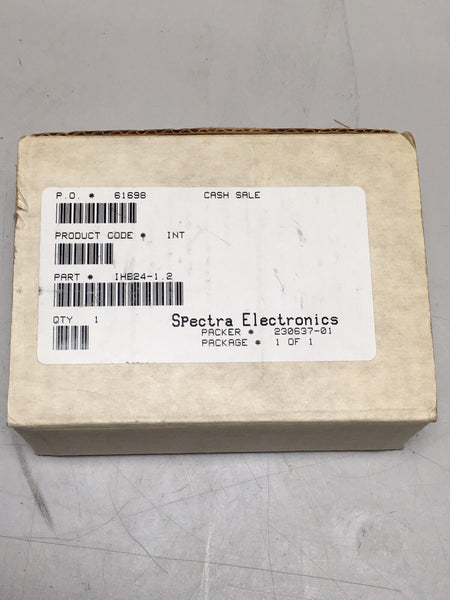 P.O. # 61698 CASH SALE
PRODUCT CODE # INT
PART # IHB24-1.2
QTY 1
Spectra Electronics
PACKER # 230637-01
PACKAGE # 1 OF 1